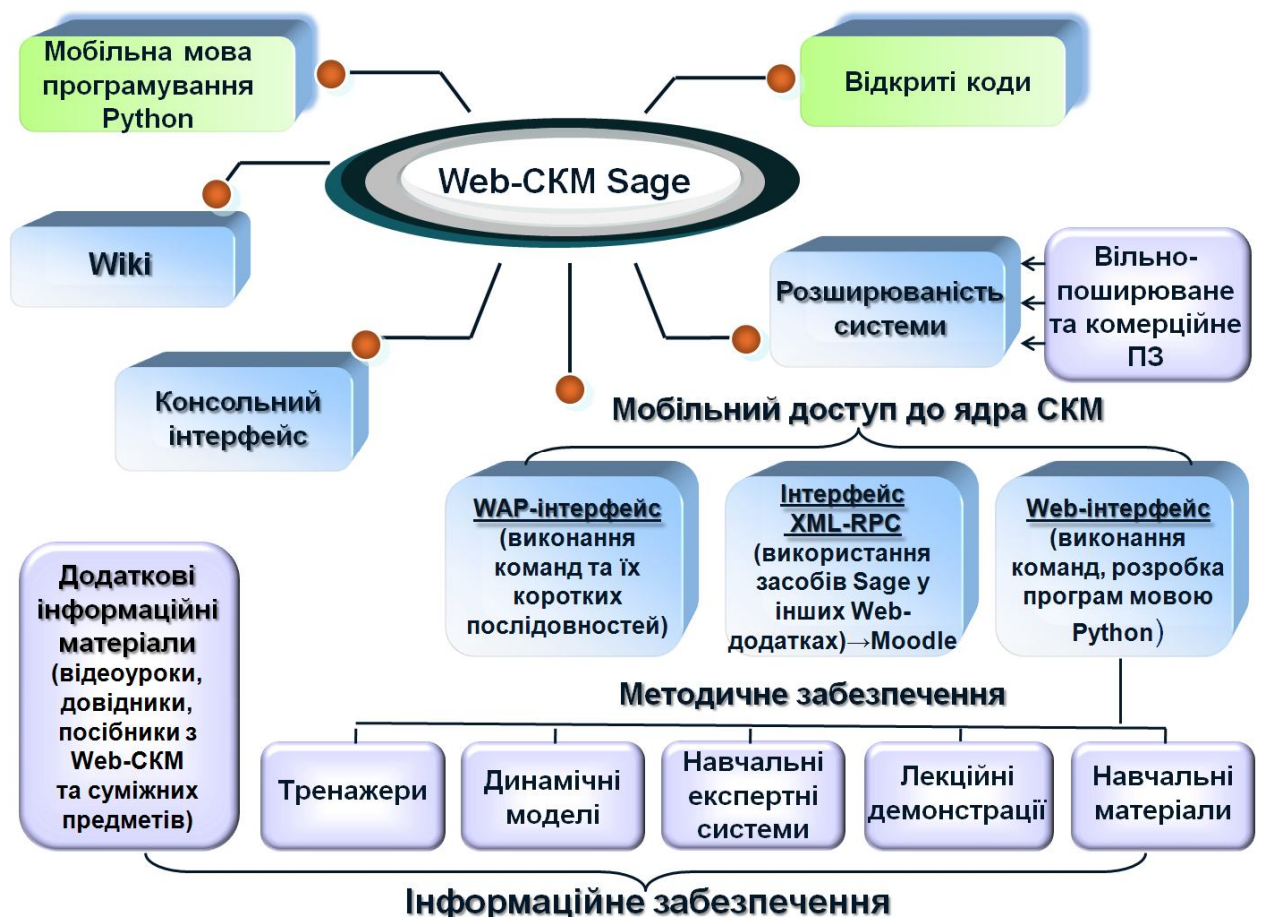 Мобільна мова
програмування
Python
Відкриті коди
Web-СКМ Sage
Wiki
Розширюваність
системи
Вільно-
поширюване
та комерційне
ПЗ
Консольний
інтерфейс
Мобільний доступ до ядра СКМ
WAP-інтерфейс
(виконання
команд та їх
коротких
послідовностей)
Інтерфейс
XML-RPC
(використання
засобів Sage у
інших Web-
додатках)→Moodle
Web-інтерфейс
(виконання
команд, розробка
програм мовою
Python)
Додаткові
інформаційні
матеріали
(відеоуроки,
довідники,
посібники з
Web-СКМ
та суміжних
предметів)
Методичне забезпечення
Тренажери
Динамічні
моделі
Навчальні
експертні
системи
Лекційні
демонстрації
Навчальні
матеріали
Інформаційне забезпечення